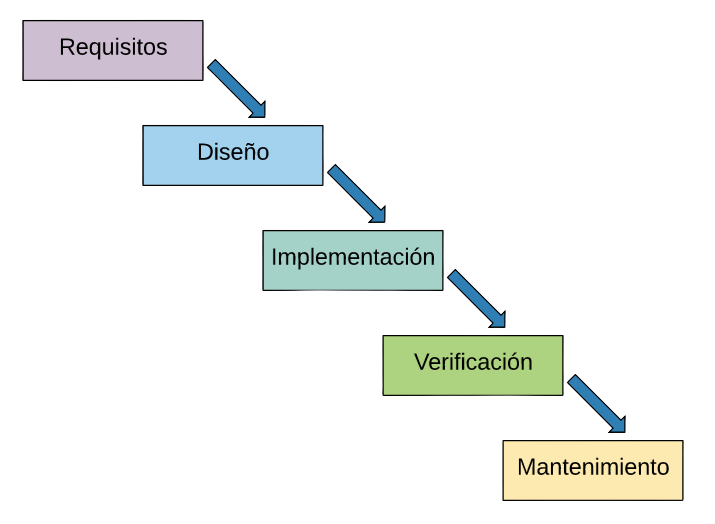 Requisitos
Diseño
Implementación
Verificación
Mantenimiento